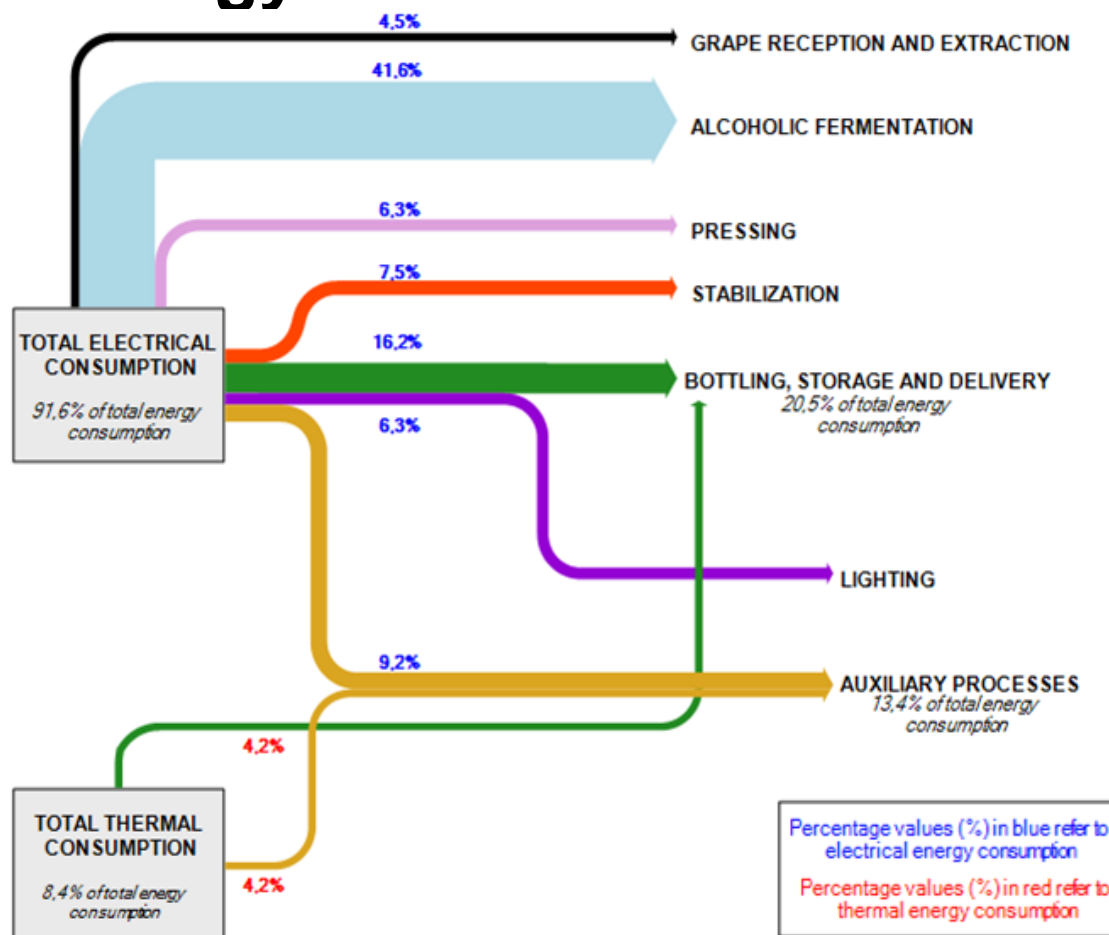 4,5%
GRAPE RECEPTION AND EXTRACTION
41,6%
ALCOHOLIC FERMENTATION
6,3%
PRESSING
7,5%
STABILIZATION
TOTAL ELECTRICAL
CONSUMPTION
91,6% of total energy
consumption
16,2%
BOTTLING, STORAGE AND DELIVERY
20,5% of total energy
consumption
6,3%
LIGHTING
9,2%
AUXILIARY PROCESSES
13,4% of total energy
consumption
4,2%
TOTAL THERMAL
CONSUMPTION
8,4% of total energy
consumption
4,2%
Percentage values (%) in blue refer to
electrical energy consumption
Percentage values (%) in red refer to
thermal energy consumption